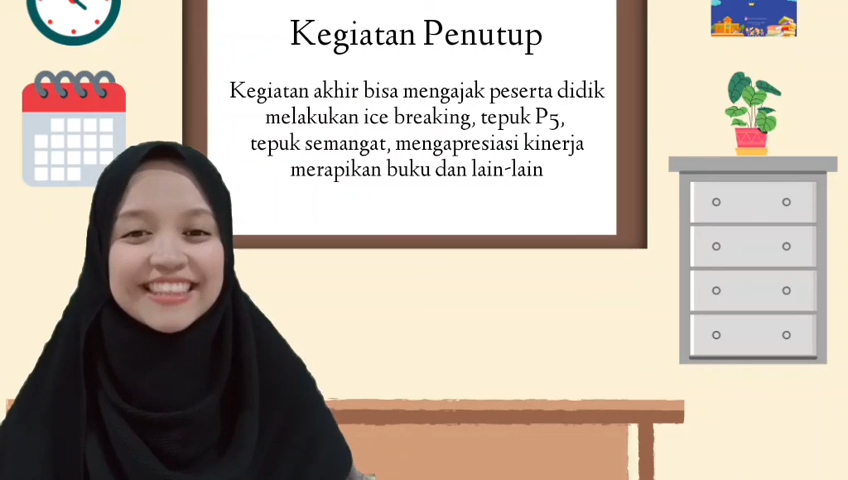 Kegiatan Penutup
Kegiatan akhir bisa mengajak peserta didik
melakukan ice breaking, tepuk P5,
tepuk semangat, mengapresiasi kinerja
merapikan buku dan lain-lain